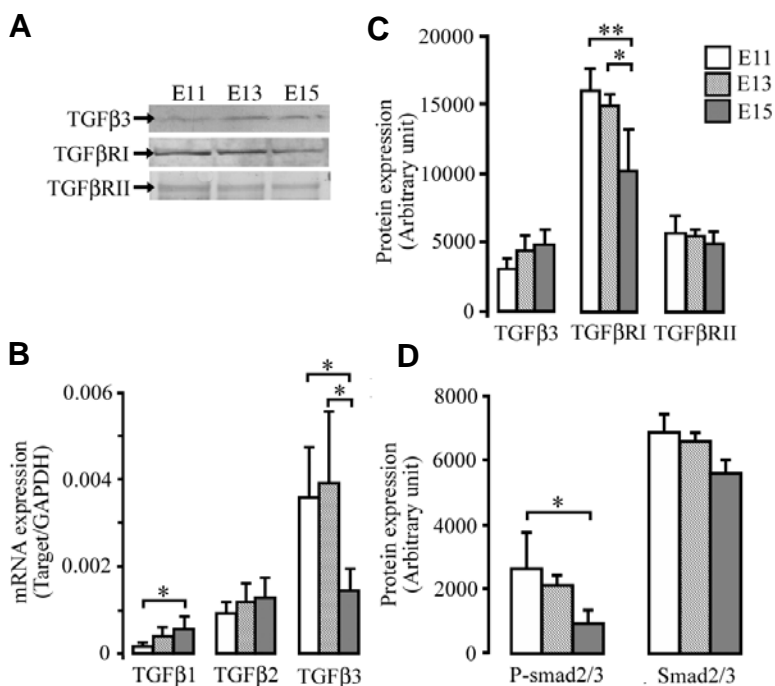 A
E11 E13 E15
TGFβ3
TGFβRI
TGFβRII
B
mRNA expression
(Target/GAPDH)
0.006
0.004
0.002
0
*
*
*
TGFβ1 TGFβ2 TGFβ3
C
Protein expression
(Arbitrary unit)
20000
15000
10000
5000
0
**
*
E11
E13
E15
TGFβ3 TGFβRI TGFβRII
D
Protein expression
(Arbitrary unit)
8000
6000
4000
2000
0
*
P-smad2/3 Smad2/3